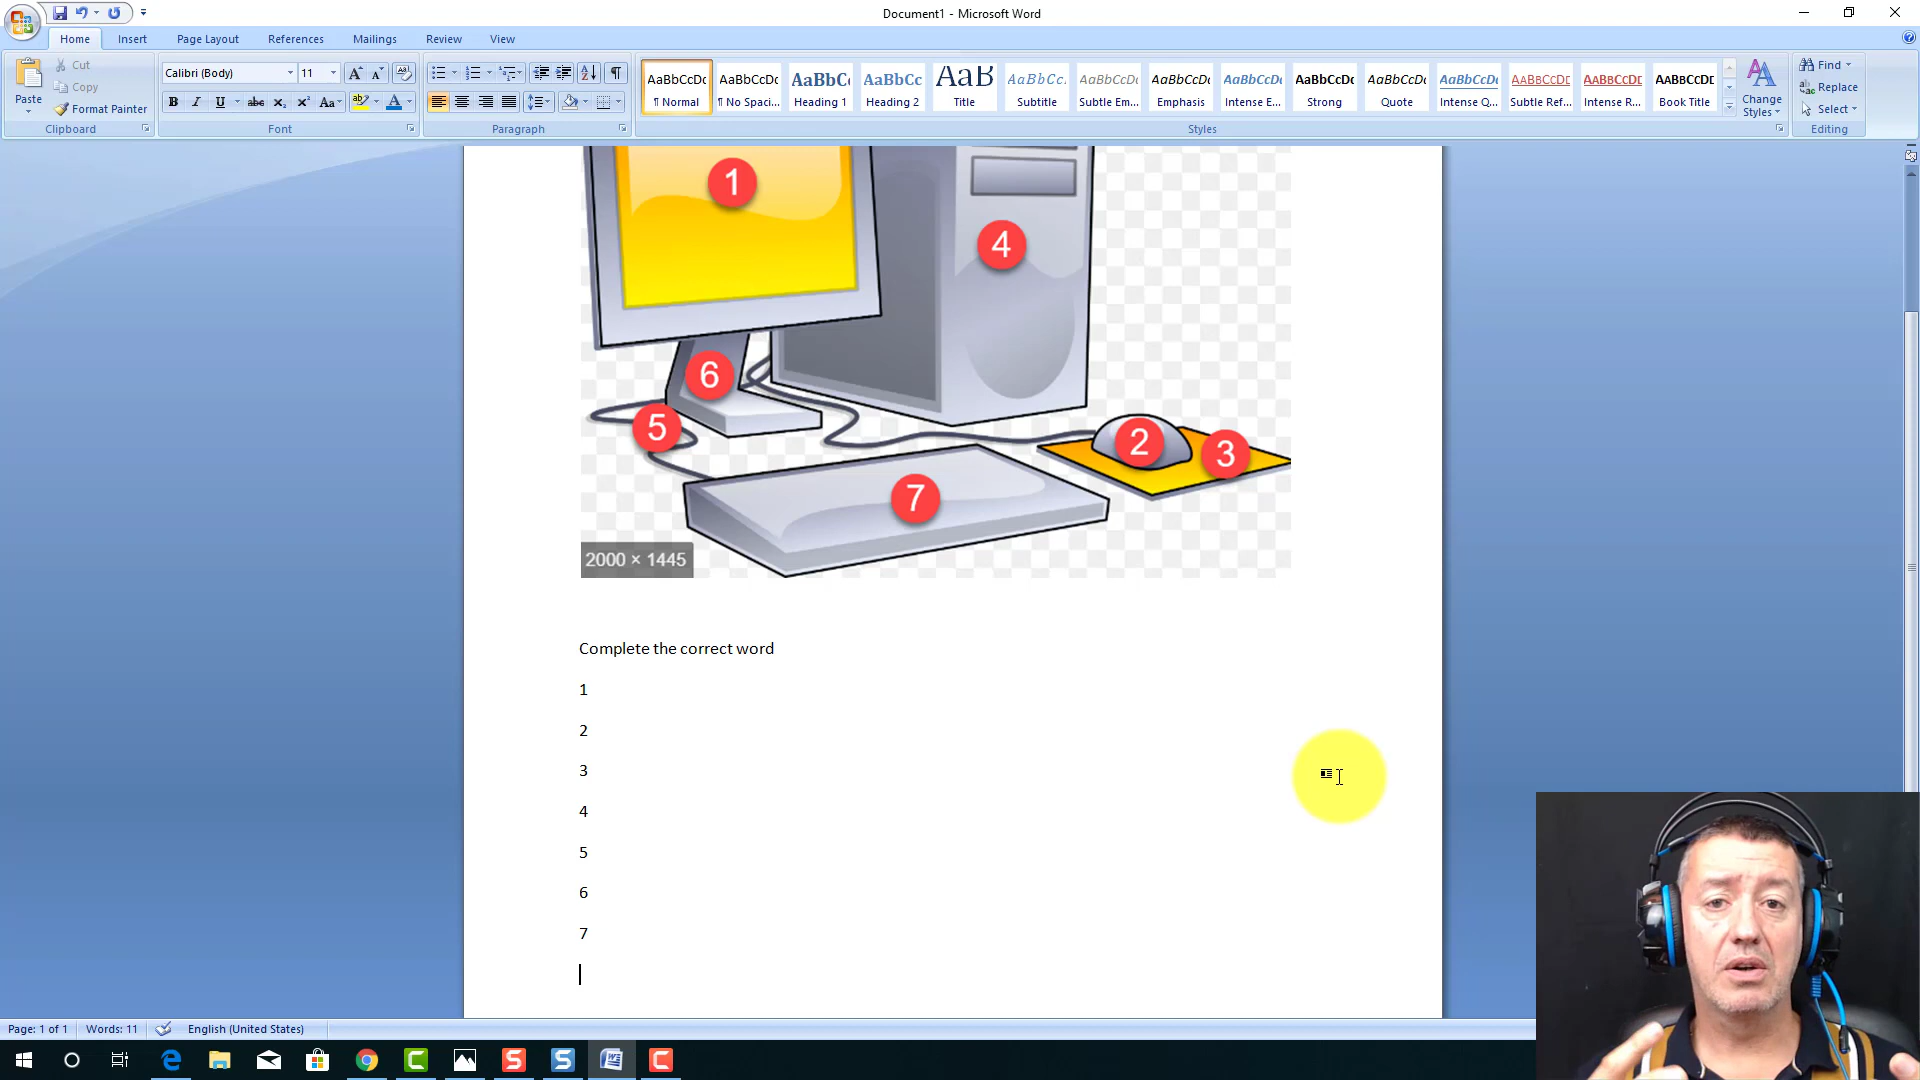 Document1 - Microsoft Word
Home Insert Page Layout References Mailings Review View
Paste
Cut
Copy
Format Painter
Clipboard
Calibri (Body) 11
Font
Paragraph
AaBbCcDc AaBbCcDc AaBbC AaBbCc AaB AaBbCc. AaBbCcDc AaBbCcDc AaBbCcDc AaBbCcDc AaBbCcDc AaBbCcDc AABBCCDC AABBCCDC AABBCCDC
¶ Normal ¶ No Spaci... Heading 1 Heading 2 Title Subtitle Subtle Em... Emphasis Intense E... Strong Quote Intense Q... Subtle Ref... Intense R... Book Title
Change Styles
Styles
Find
Replace
Select
Editing
1
4
6
5
2
3
7
2000 × 1445
Complete the correct word
1
2
3
4
5
6
7
Page: 1 of 1 Words: 11 English (United States)